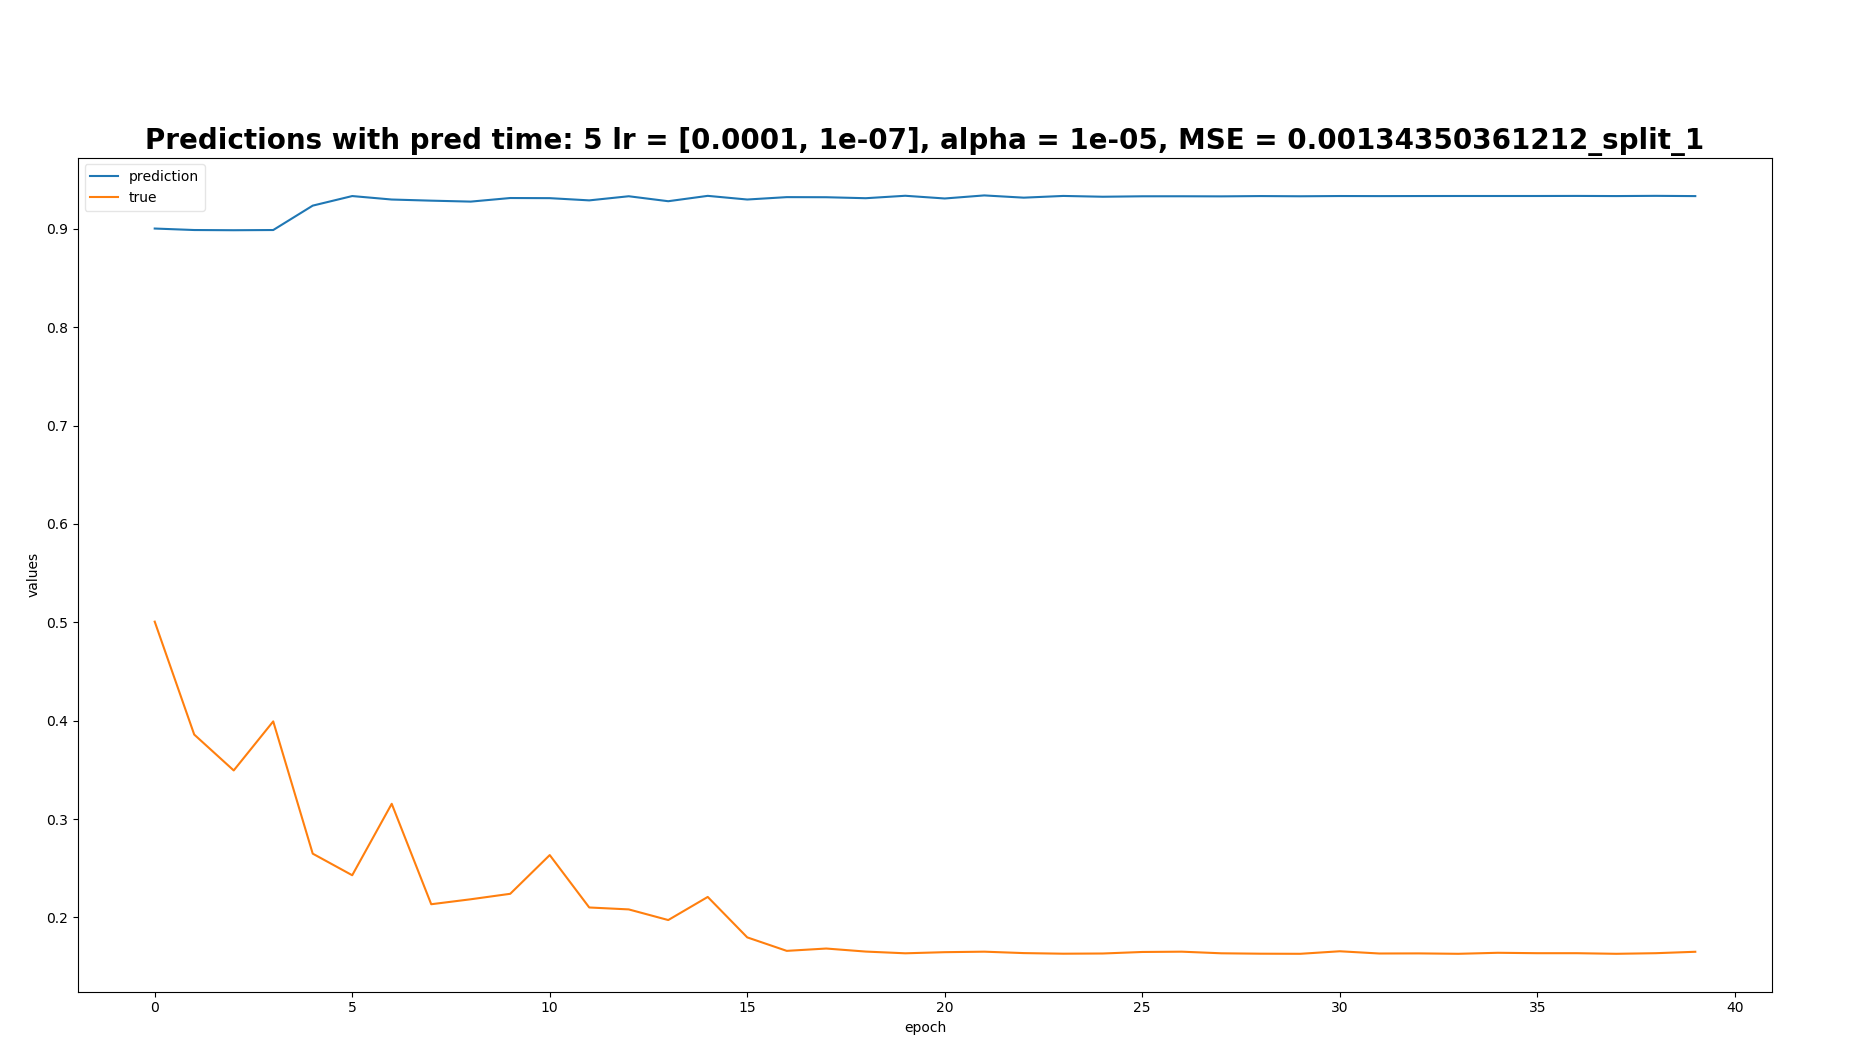 Predictions with pred time: 5 lr = [0.0001, 1e-07], alpha = 1e-05, MSE = 0.00134350361212_split_1
prediction
true
0.9
0.8
0.7
0.6
0.5
0.4
0.3
0.2
values
0 5 10 15 20 25 30 35 40
epoch